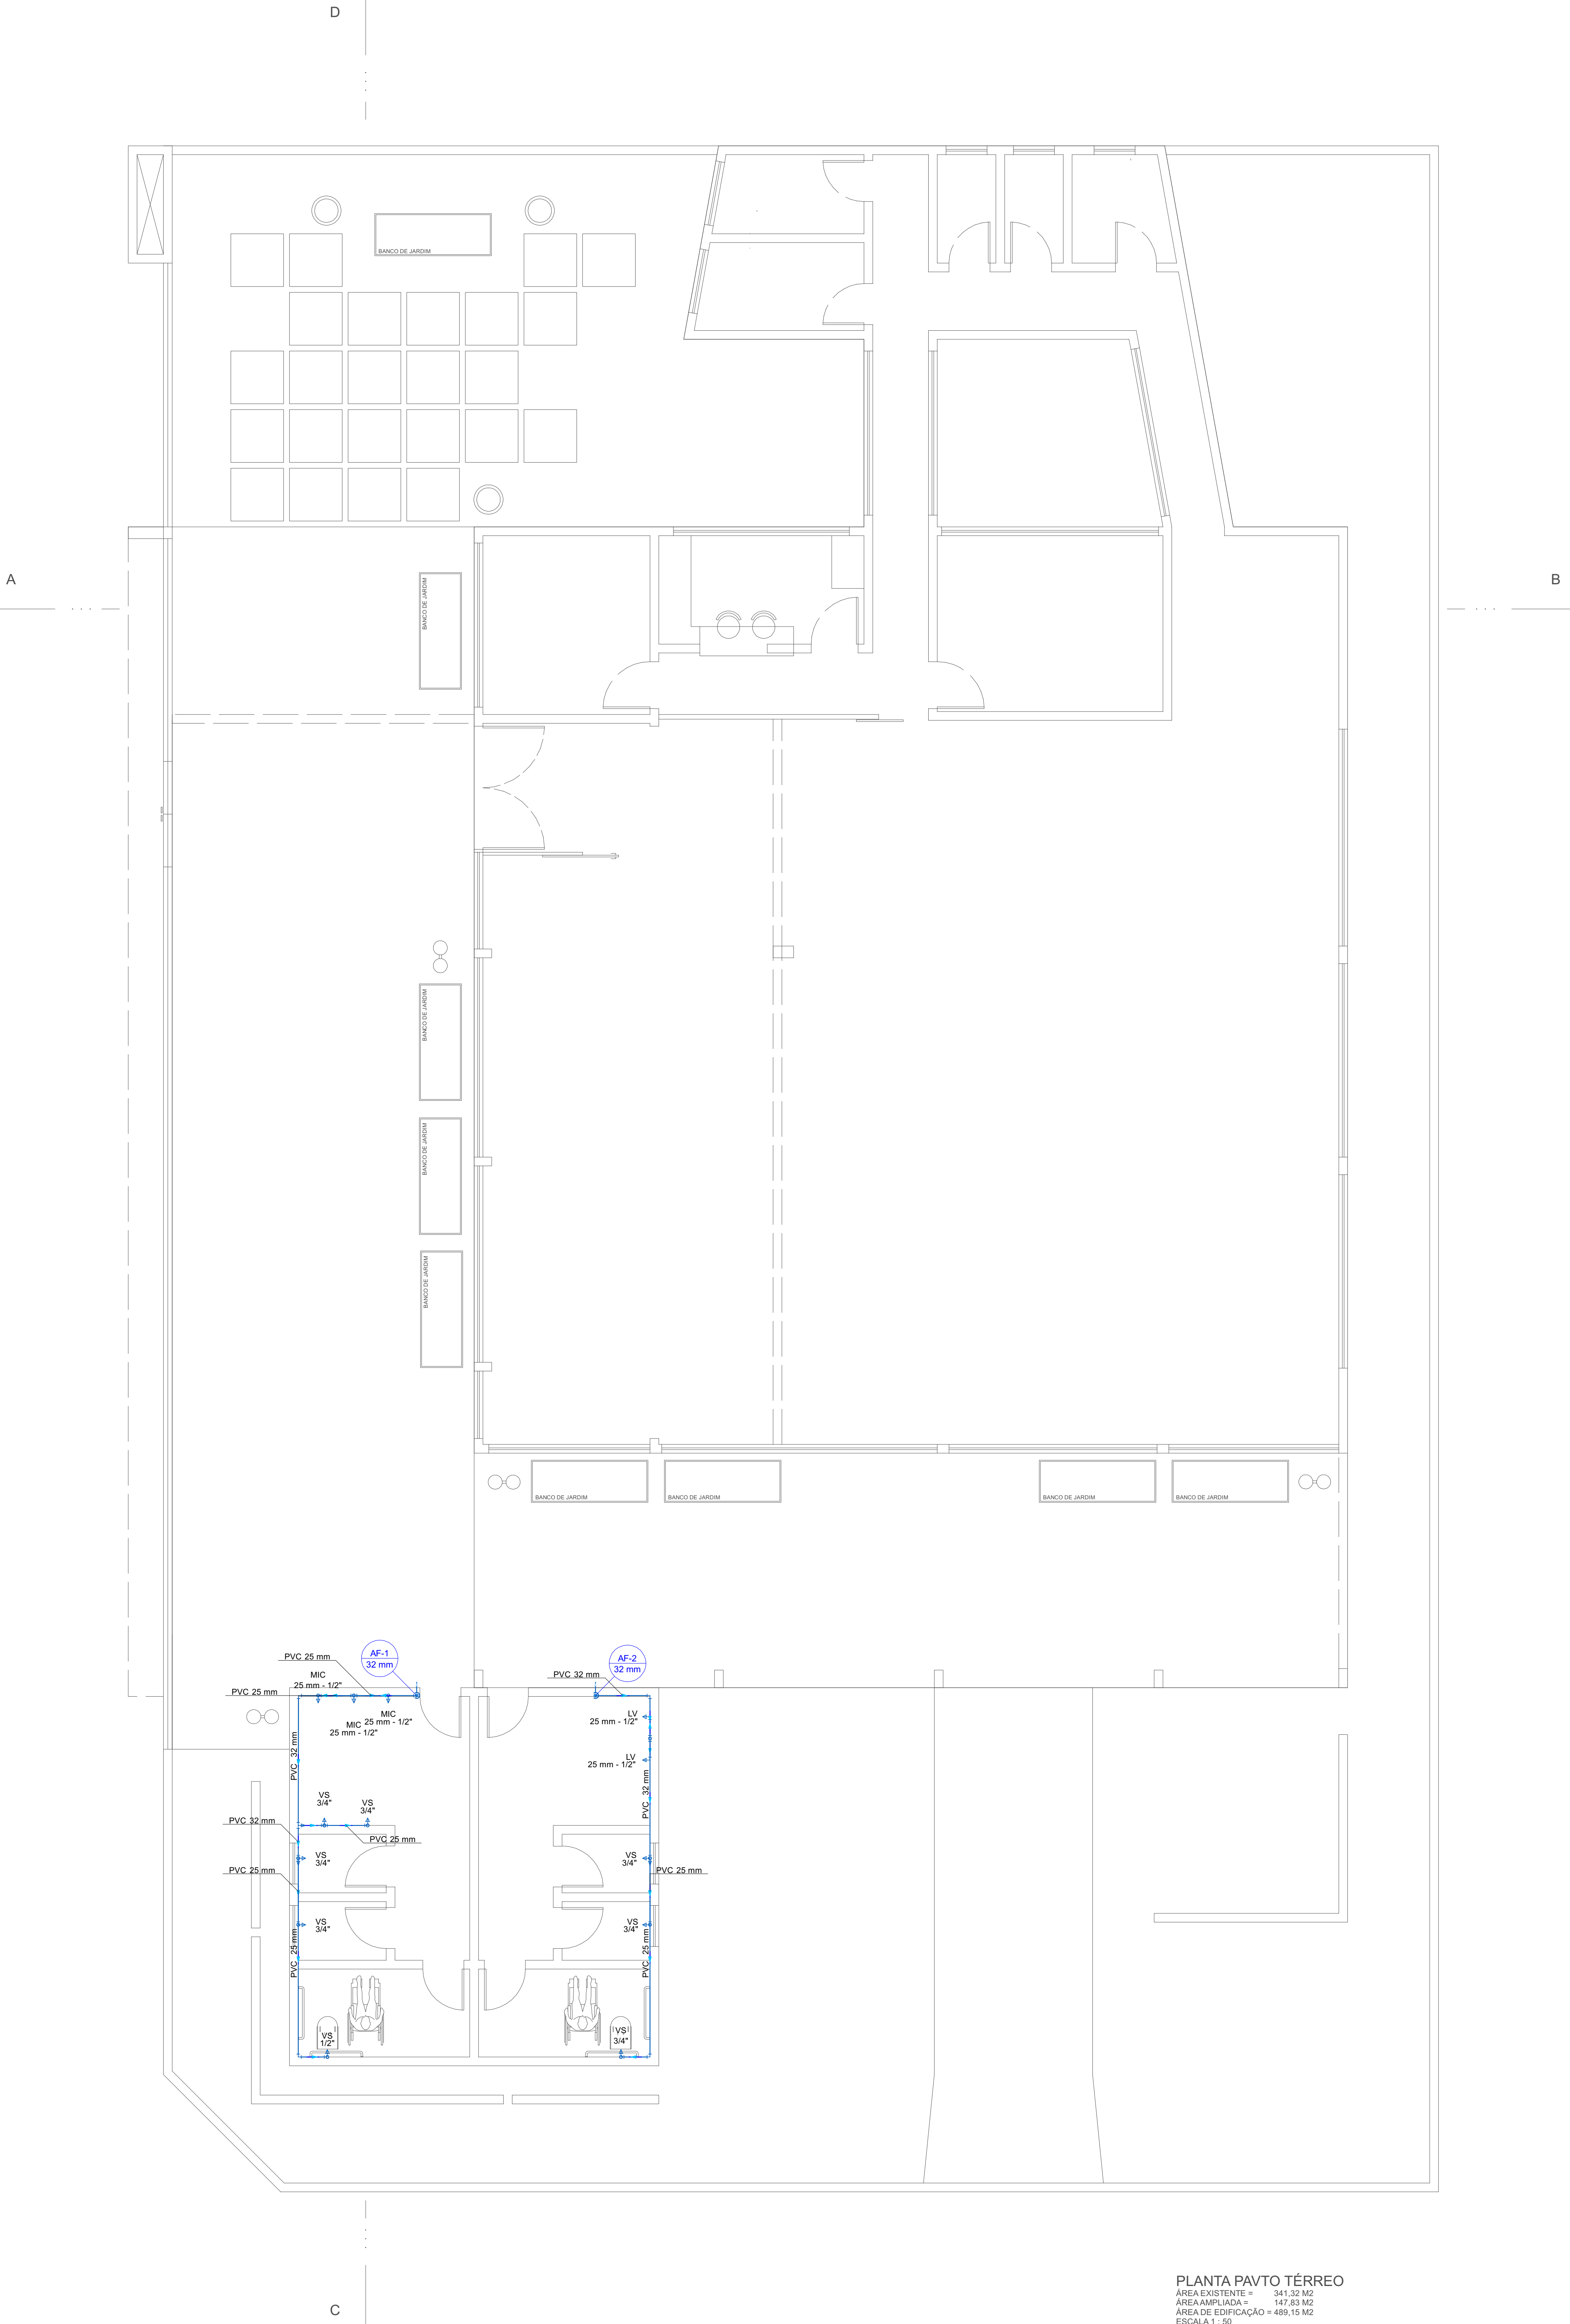 D
BANCO DE JARDIM
A
B
BANCO DE JARDIM
BANCO DE JARDIM
BANCO DE JARDIM
BANCO DE JARDIM
BANCO DE JARDIM
BANCO DE JARDIM
BANCO DE JARDIM
BANCO DE JARDIM
AF-1
32 mm
PVC 25 mm
AF-2
32 mm
MIC
25 mm - 1/2"
PVC 32 mm
PVC 25 mm
MIC
25 mm - 1/2"
MIC
25 mm - 1/2"
LV
25 mm - 1/2"
PVC 32 mm
LV
25 mm - 1/2"
PVC 32 mm
VS
3/4"
VS
3/4"
PVC 32 mm
PVC 25 mm
VS
3/4"
VS
3/4"
PVC 25 mm
PVC 25 mm
VS
3/4"
VS
3/4"
PVC 25 mm
PVC 25 mm
VS
1/2"
VS
3/4"
PLANTA PAVTO TÉRREO
ÁREA EXISTENTE = 341,32 M2
ÁREA AMPLIADA = 147,83 M2
ÁREA DE EDIFICAÇÃO = 489,15 M2
ESCALA 1 : 50
C